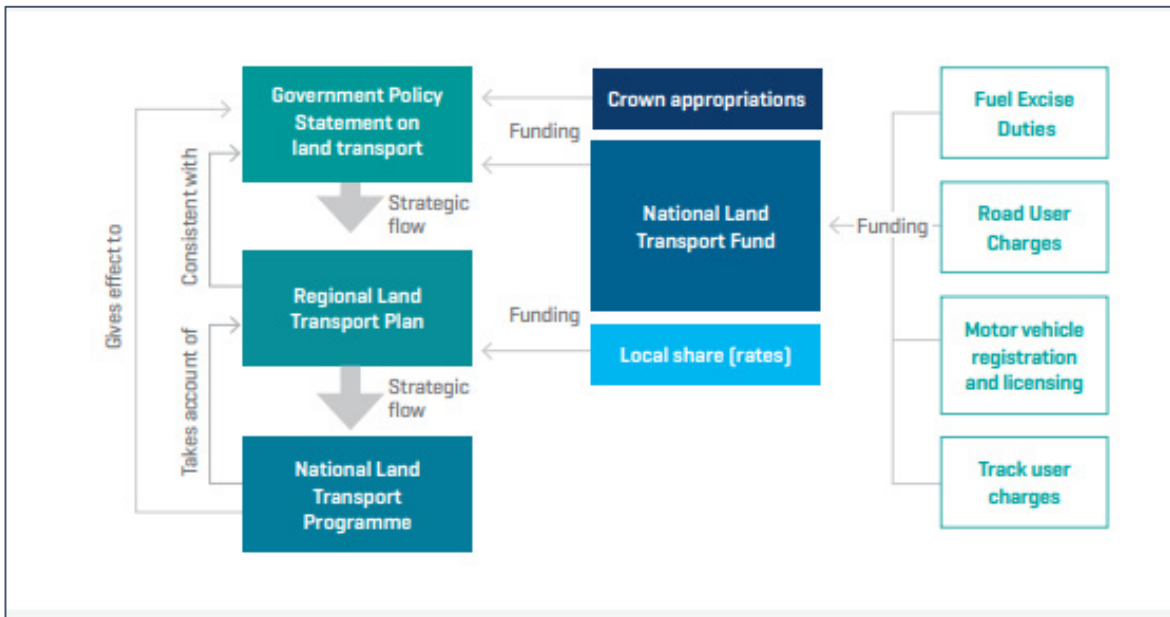 Government Policy
Statement on
land transport
Crown appropriations
Fuel Excise
Duties
Funding
Consistent with
Strategic
flow
National Land
Transport Fund
Funding
Road User
Charges
Gives effect to
Regional Land
Transport Plan
Funding
Local share (rates)
Motor vehicle
registration
and licensing
Takes account of
Strategic
flow
National Land
Transport
Programme
Track user
charges